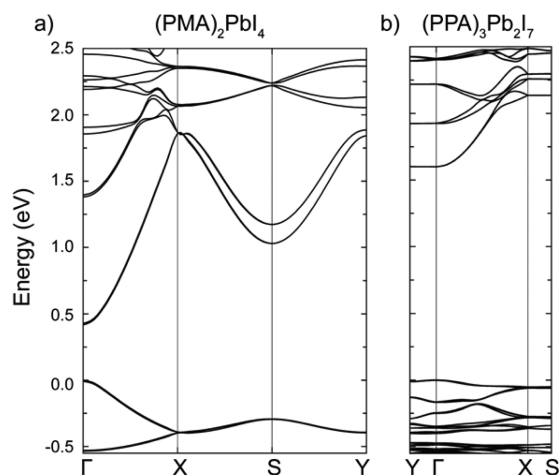 a) (PMA)₂PbI₄
b) (PPA)₃Pb₂I₇
Energy (eV)
2.5
2.0
1.5
1.0
0.5
0.0
-0.5
Γ X S Y
Y Γ X S